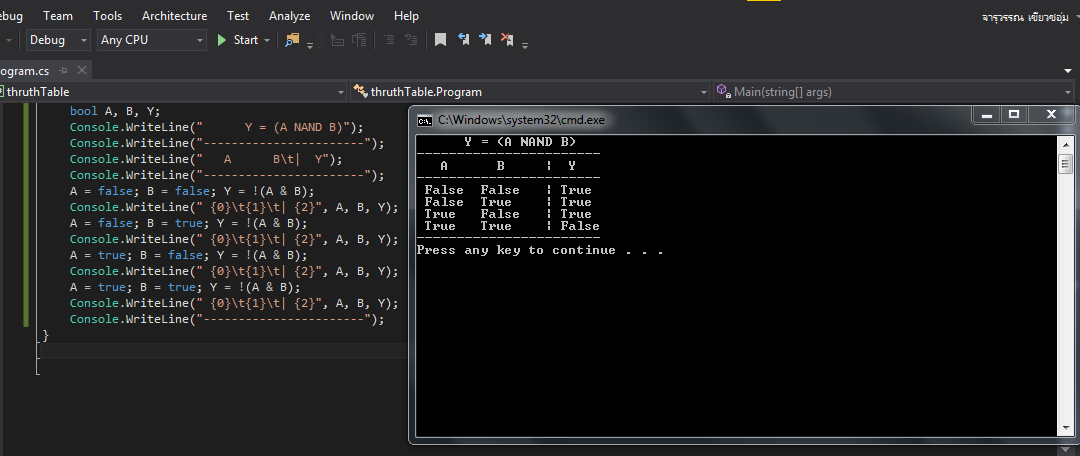 ebug Team Tools Architecture Test Analyze Window Help
จารุวรรณ เขียวชอุ่ม
Debug Any CPU Start
ogram.cs
thruthTable thruthTable.Program Main(string[] args)
bool A, B, Y;
Console.WriteLine("      Y = (A NAND B)");
Console.WriteLine("-----------------------");
Console.WriteLine("   A      B\t|  Y");
Console.WriteLine("-----------------------");
A = false; B = false; Y = !(A & B);
Console.WriteLine(" {0}\t{1}\t| {2}", A, B, Y);
A = false; B = true; Y = !(A & B);
Console.WriteLine(" {0}\t{1}\t| {2}", A, B, Y);
A = true; B = false; Y = !(A & B);
Console.WriteLine(" {0}\t{1}\t| {2}", A, B, Y);
A = true; B = true; Y = !(A & B);
Console.WriteLine(" {0}\t{1}\t| {2}", A, B, Y);
Console.WriteLine("-----------------------");
}
C:\Windows\system32\cmd.exe
      Y = (A NAND B)
-----------------------
   A      B     ¦  Y
-----------------------
 False  False   ¦ True
 False  True    ¦ True
 True   False   ¦ True
 True   True    ¦ False
-----------------------
Press any key to continue . . .